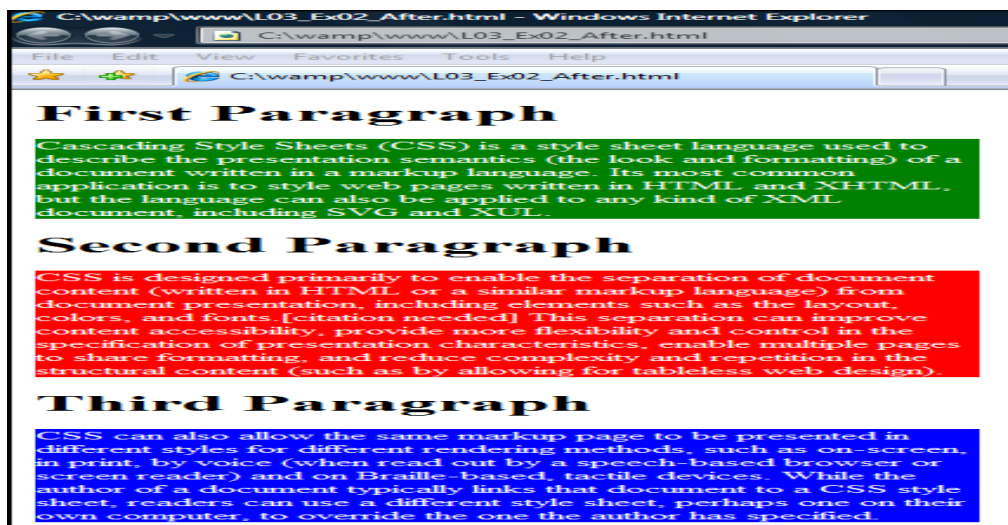 C:\wamp\www\L03_Ex02_After.html - Windows Internet Explorer
C:\wamp\www\L03_Ex02_After.html
File Edit View Favorites Tools Help
C:\wamp\www\L03_Ex02_After.html
First Paragraph
Cascading Style Sheets (CSS) is a style sheet language used to
describe the presentation semantics (the look and formatting) of a
document written in a markup language. Its most common
application is to style web pages written in HTML and XHTML,
but the language can also be applied to any kind of XML
document, including SVG and XUL.
Second Paragraph
CSS is designed primarily to enable the separation of document
content (written in HTML or a similar markup language) from
document presentation, including elements such as the layout,
colors, and fonts.[citation needed] This separation can improve
content accessibility, provide more flexibility and control in the
specification of presentation characteristics, enable multiple pages
to share formatting, and reduce complexity and repetition in the
structural content (such as by allowing for tableless web design).
Third Paragraph
CSS can also allow the same markup page to be presented in
different styles for different rendering methods, such as on-screen,
in print, by voice (when read out by a speech-based browser or
screen reader) and on Braille-based, tactile devices. While the
author of a document typically links that document to a CSS style
sheet, readers can use a different style sheet, perhaps one on their
own computer, to override the one the author has specified.